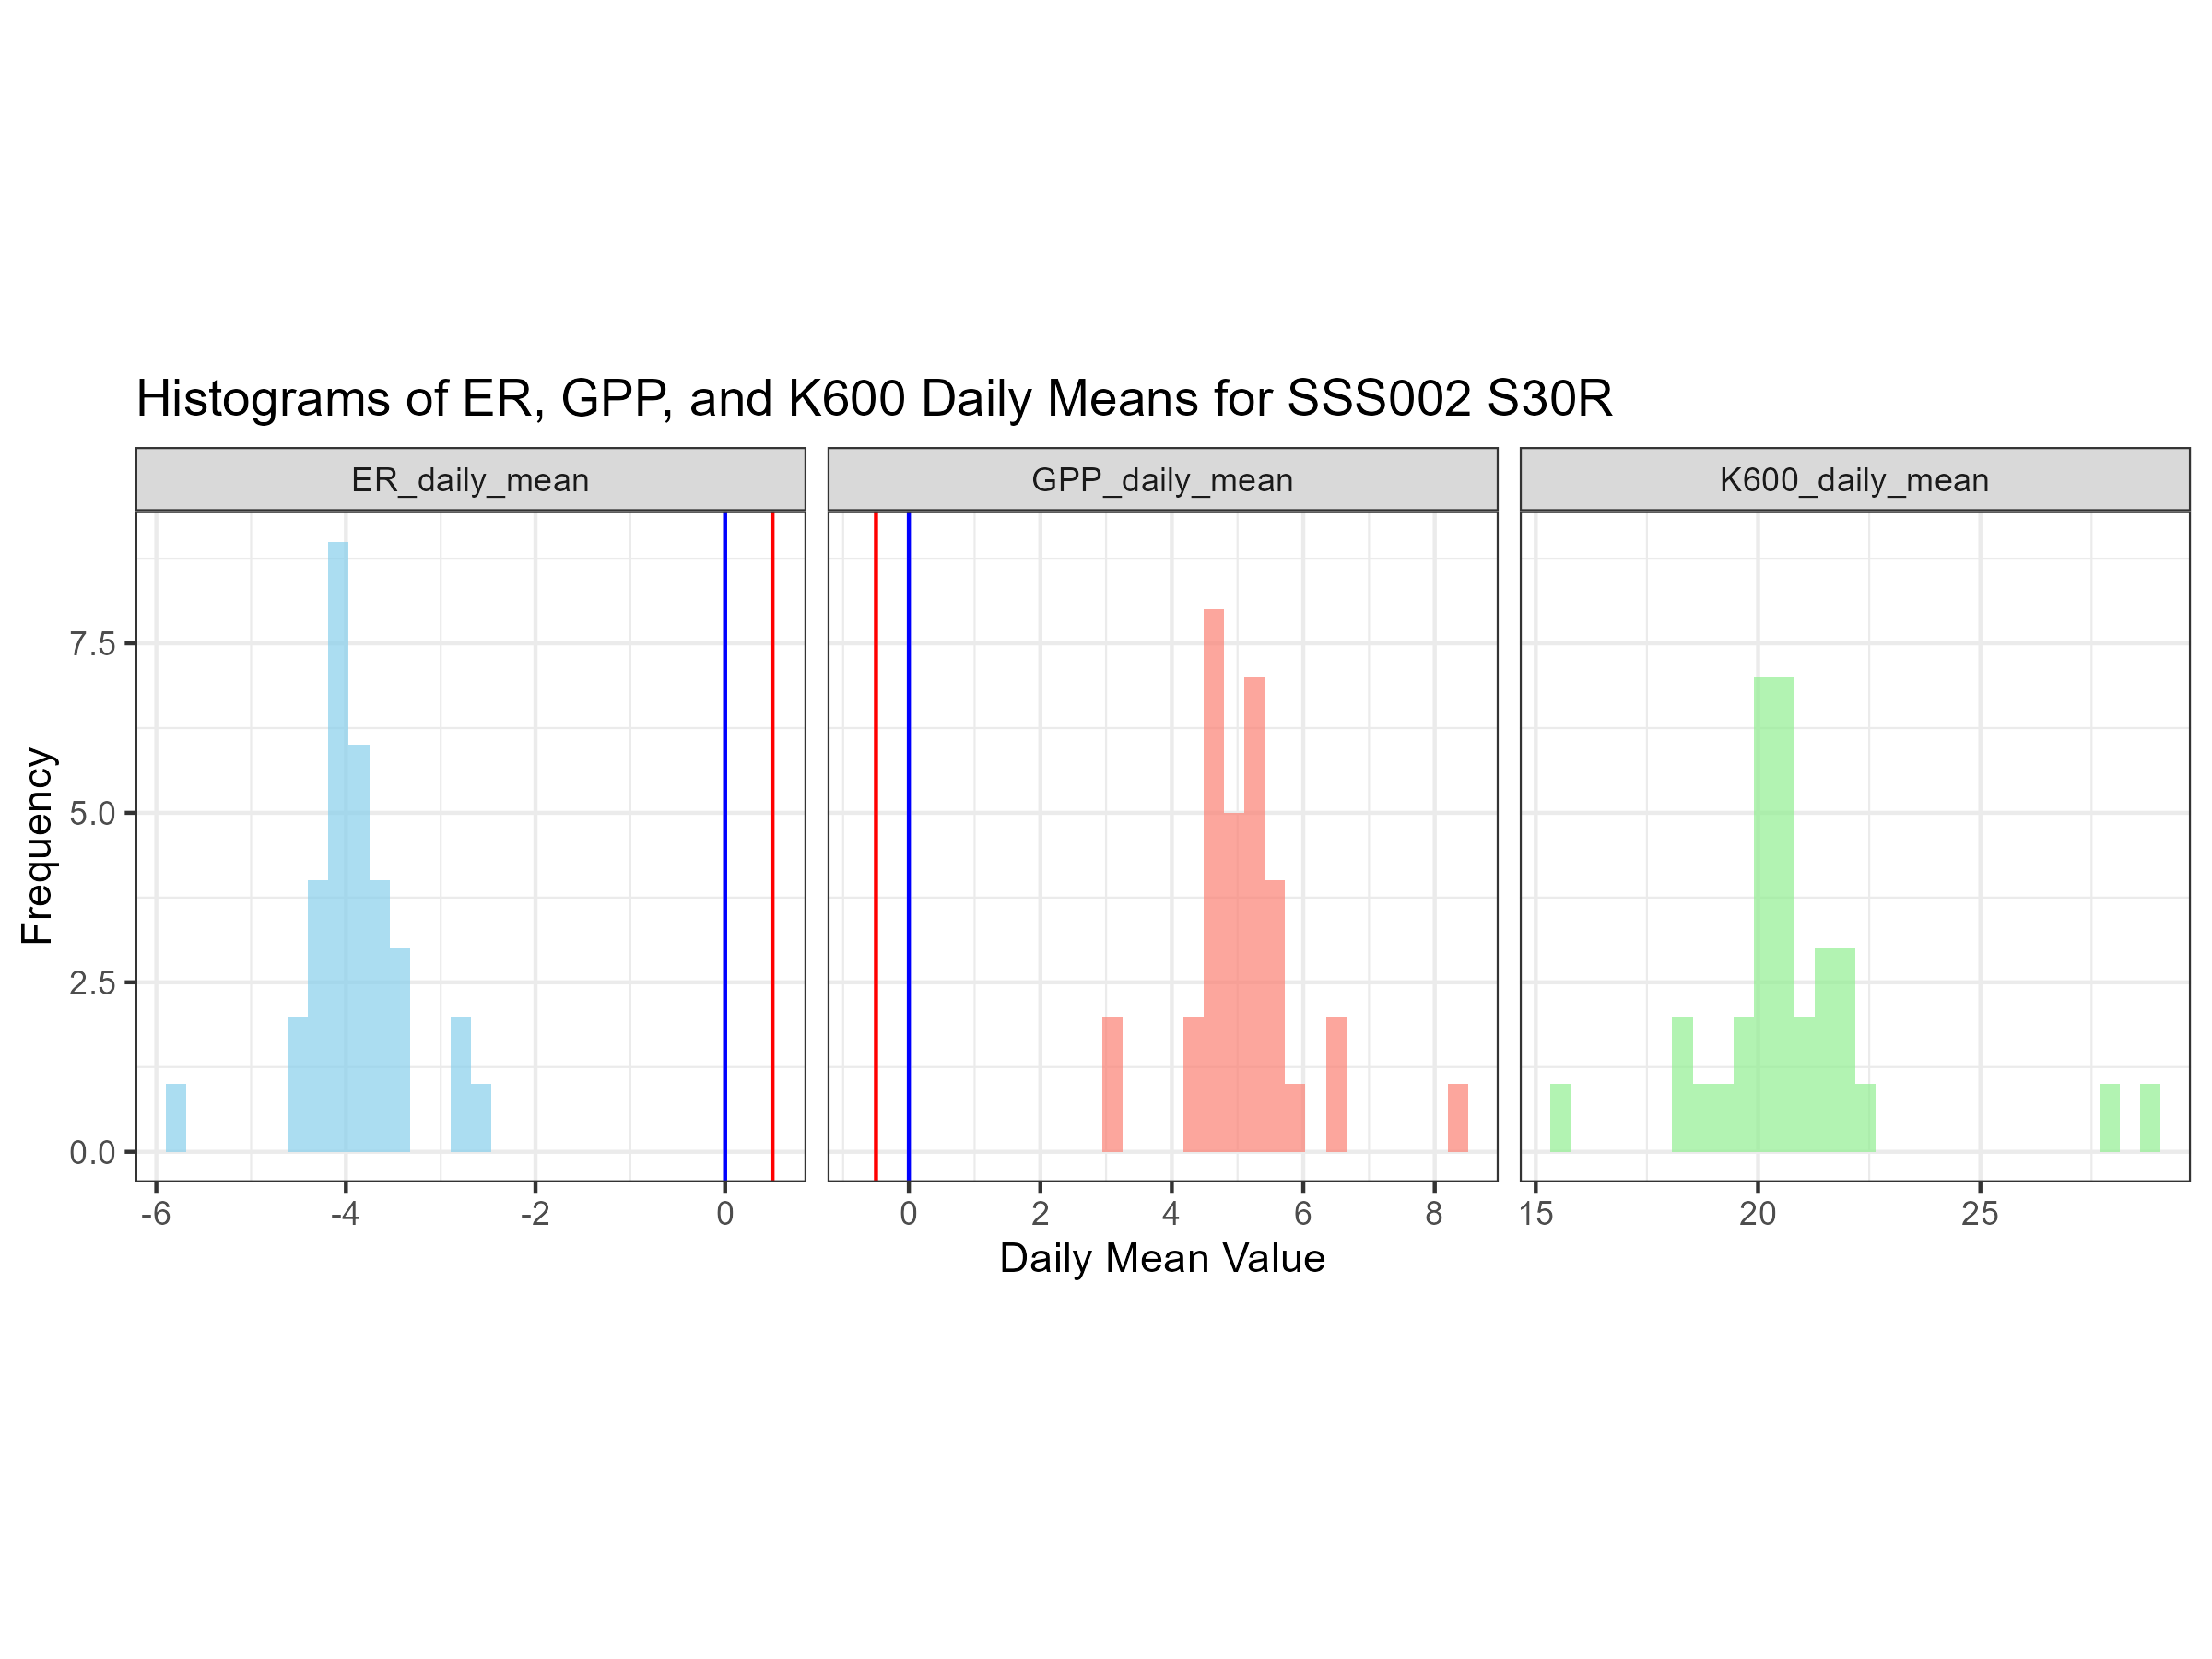 Histograms of ER, GPP, and K600 Daily Means for SSS002 S30R
ER_daily_mean
GPP_daily_mean
K600_daily_mean
Frequency
7.5
5.0
2.5
0.0
-6
-4
-2
0
0
2
4
6
8
15
20
25
Daily Mean Value